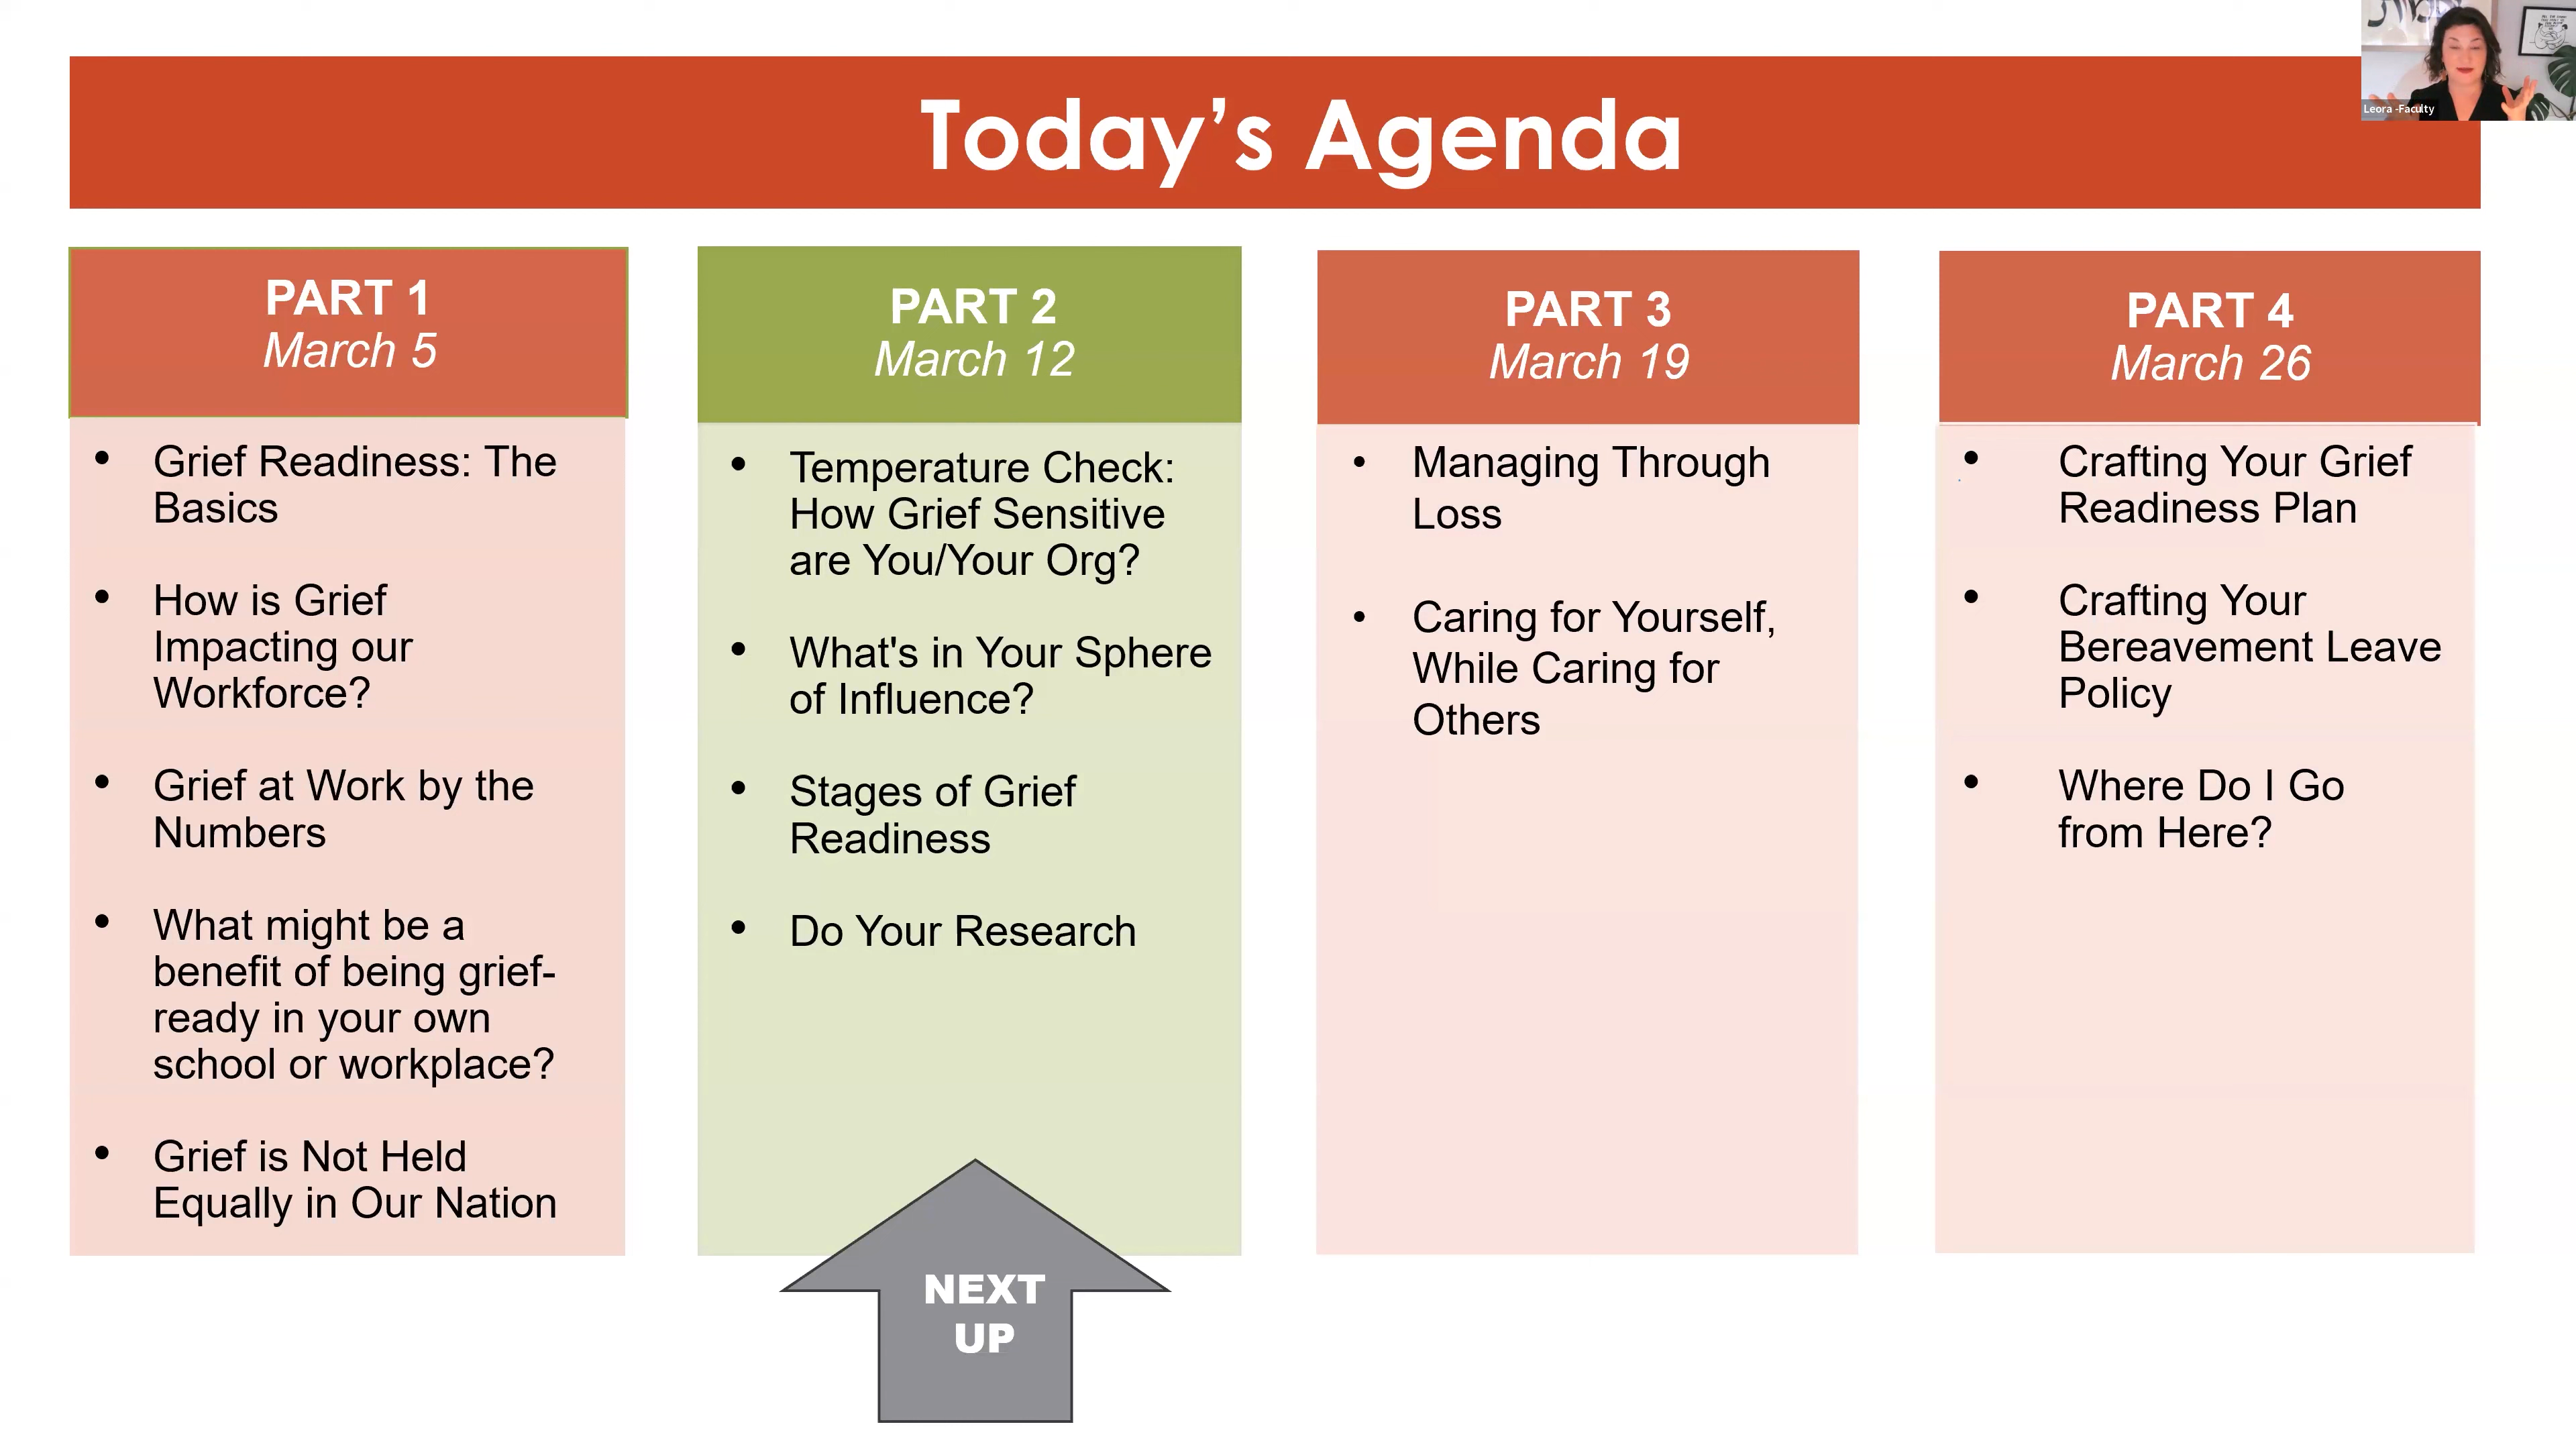 Today's Agenda
Leora -Faculty
PART 1
March 5
• Grief Readiness: The
Basics
• How is Grief
Impacting our
Workforce?
• Grief at Work by the
Numbers
• What might be a
benefit of being grief-
ready in your own
school or workplace?
• Grief is Not Held
Equally in Our Nation
PART 2
March 12
• Temperature Check:
How Grief Sensitive
are You/Your Org?
• What's in Your Sphere
of Influence?
• Stages of Grief
Readiness
• Do Your Research
NEXT
UP
PART 3
March 19
• Managing Through
Loss
• Caring for Yourself,
While Caring for
Others
PART 4
March 26
• Crafting Your Grief
Readiness Plan
• Crafting Your
Bereavement Leave
Policy
• Where Do I Go
from Here?